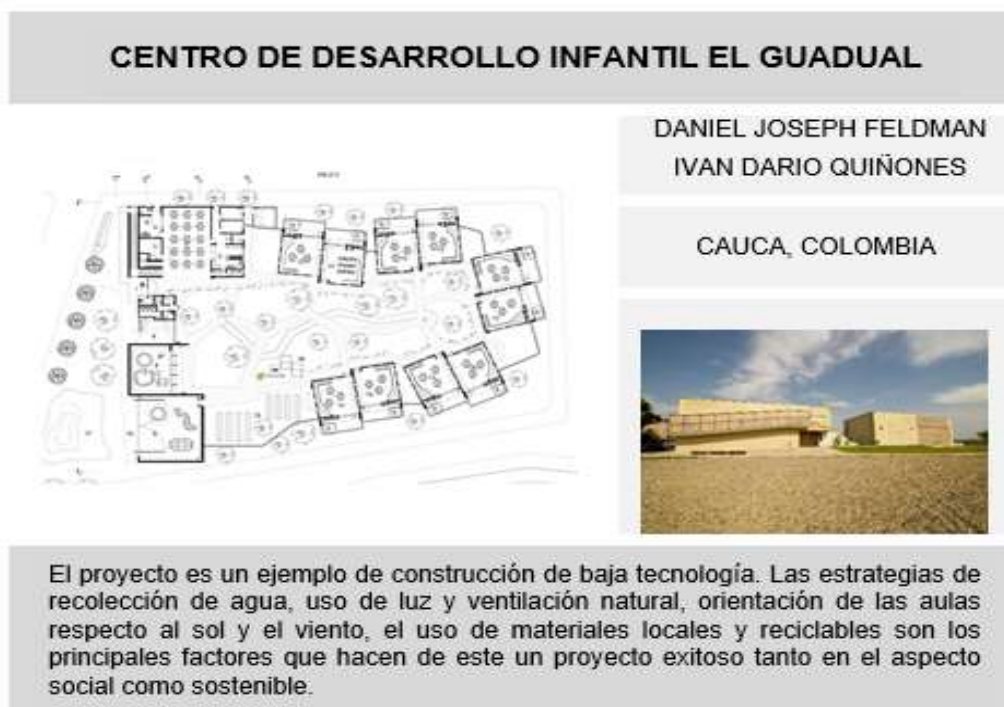 CENTRO DE DESARROLLO INFANTIL EL GUADUAL
DANIEL JOSEPH FELDMAN
IVAN DARIO QUIÑONES
CAUCA, COLOMBIA
El proyecto es un ejemplo de construcción de baja tecnología. Las estrategias de
recolección de agua, uso de luz y ventilación natural, orientación de las aulas
respecto al sol y el viento, el uso de materiales locales y reciclables son los
principales factores que hacen de este un proyecto exitoso tanto en el aspecto
social como sostenible.